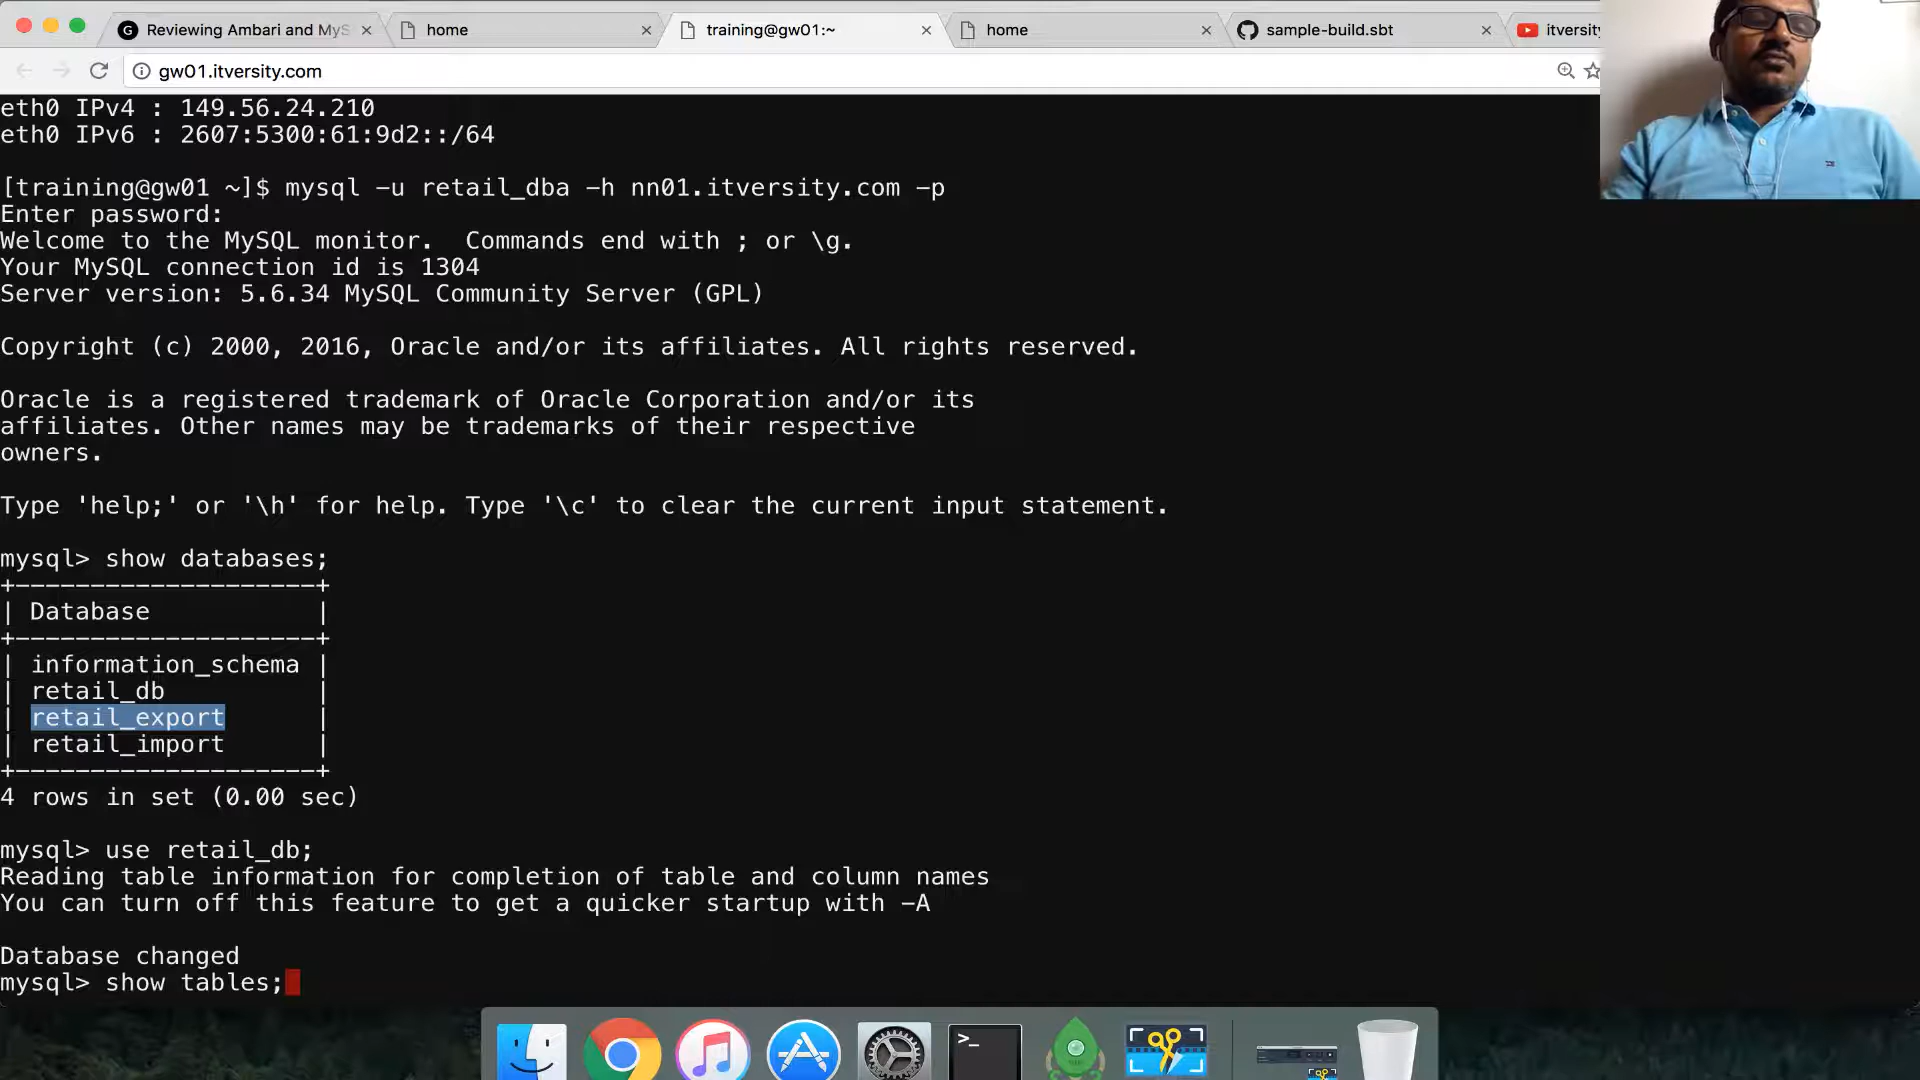 Reviewing Ambari and MyS
home
training@gw01:~
home
sample-build.sbt
itversity
gw01.itversity.com
eth0 IPv4 : 149.56.24.210
eth0 IPv6 : 2607:5300:61:9d2::/64
[training@gw01 ~]$ mysql -u retail_dba -h nn01.itversity.com -p
Enter password:
Welcome to the MySQL monitor.  Commands end with ; or \g.
Your MySQL connection id is 1304
Server version: 5.6.34 MySQL Community Server (GPL)
Copyright (c) 2000, 2016, Oracle and/or its affiliates. All rights reserved.
Oracle is a registered trademark of Oracle Corporation and/or its
affiliates. Other names may be trademarks of their respective
owners.
Type 'help;' or '\h' for help. Type '\c' to clear the current input statement.
mysql> show databases;
+--------------------+
| Database           |
+--------------------+
| information_schema |
| retail_db          |
| retail_export      |
| retail_import      |
+--------------------+
4 rows in set (0.00 sec)
mysql> use retail_db;
Reading table information for completion of table and column names
You can turn off this feature to get a quicker startup with -A
Database changed
mysql> show tables;
>_